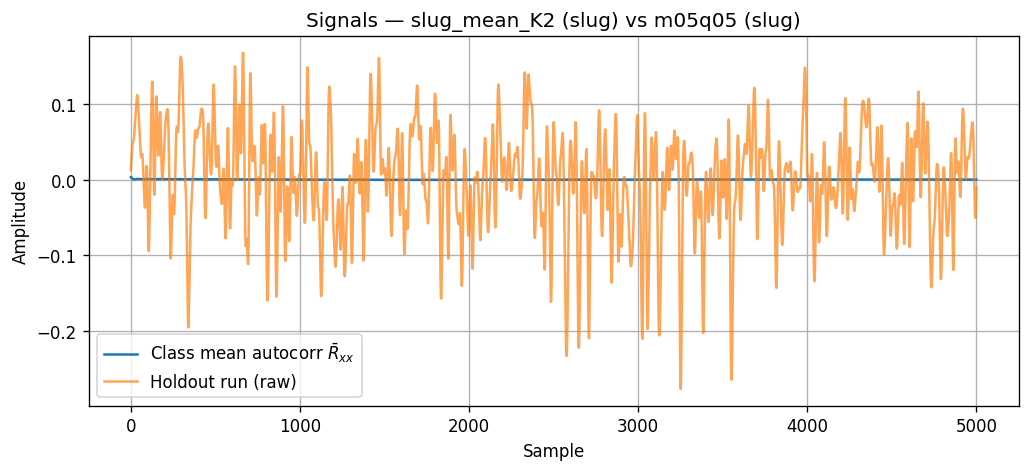 Signals — slug_mean_K2 (slug) vs m05q05 (slug)
Amplitude
0.1
0.0
−0.1
−0.2
Class mean autocorr R̄xx
Holdout run (raw)
0 1000 2000 3000 4000 5000
Sample